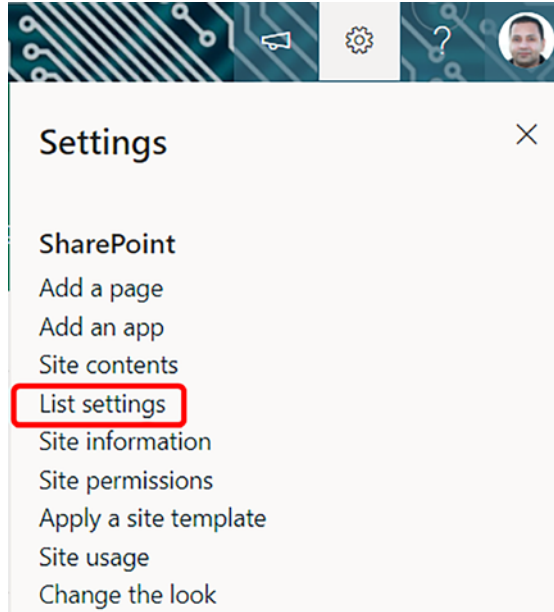 ?
Settings
SharePoint
Add a page
Add an app
Site contents
List settings
Site information
Site permissions
Apply a site template
Site usage
Change the look